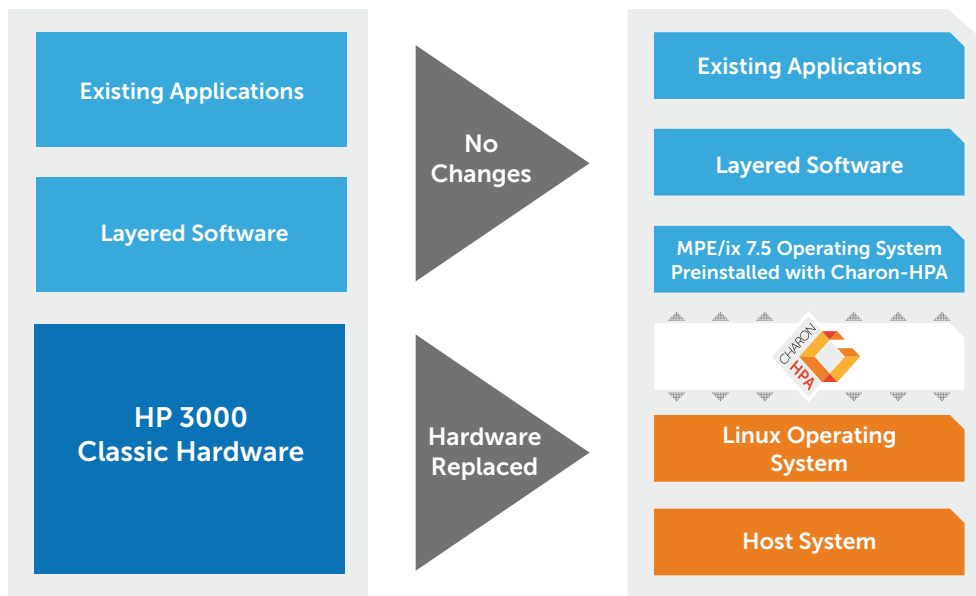 Existing Applications
Layered Software
HP 3000
Classic Hardware
No
Changes
Hardware
Replaced
Existing Applications
Layered Software
MPE/ix 7.5 Operating System
Preinstalled with Charon-HPA
CHARON
HPA
Linux Operating
System
Host System